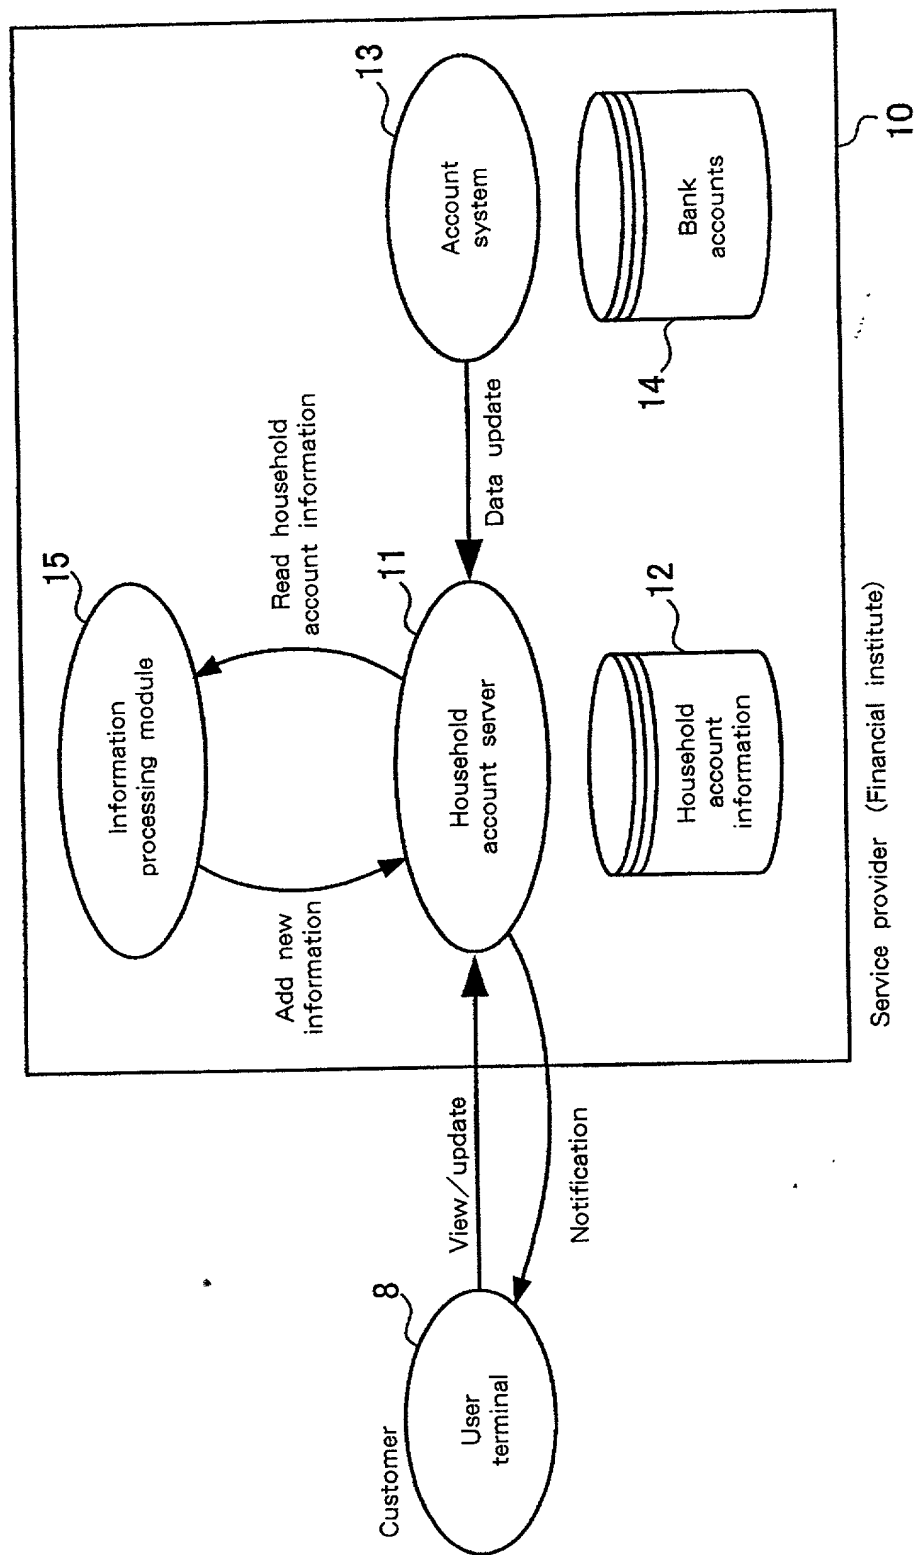 Customer
8
User
terminal
View/update
Notification
15
Information
processing module
Add new
information
Read household
account information
11
Household
account server
12
Household
account
information
Data update
13
Account
system
14
Bank
accounts
10
Service provider (Financial institute)